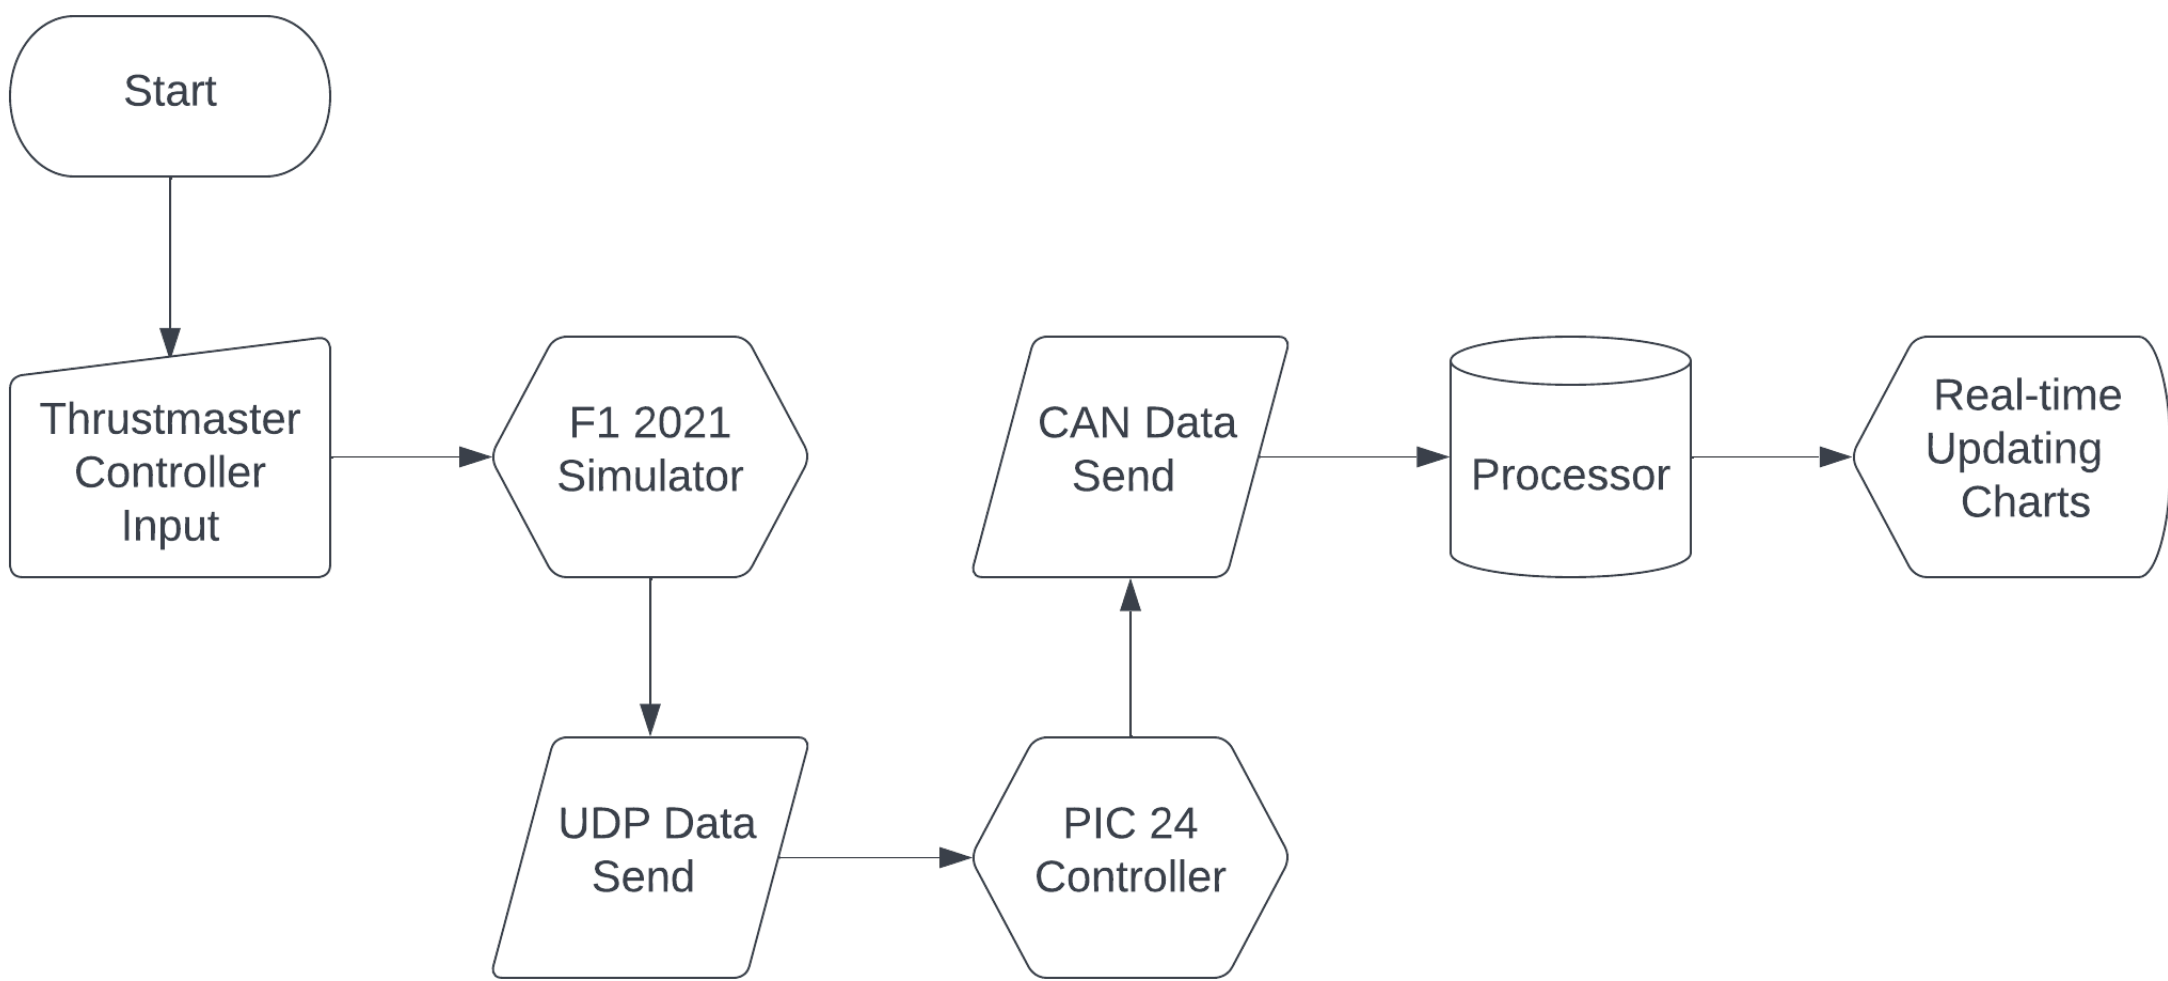 Start
Thrustmaster
Controller
Input
F1 2021
Simulator
UDP Data
Send
PIC 24
Controller
CAN Data
Send
Processor
Real-time
Updating
Charts